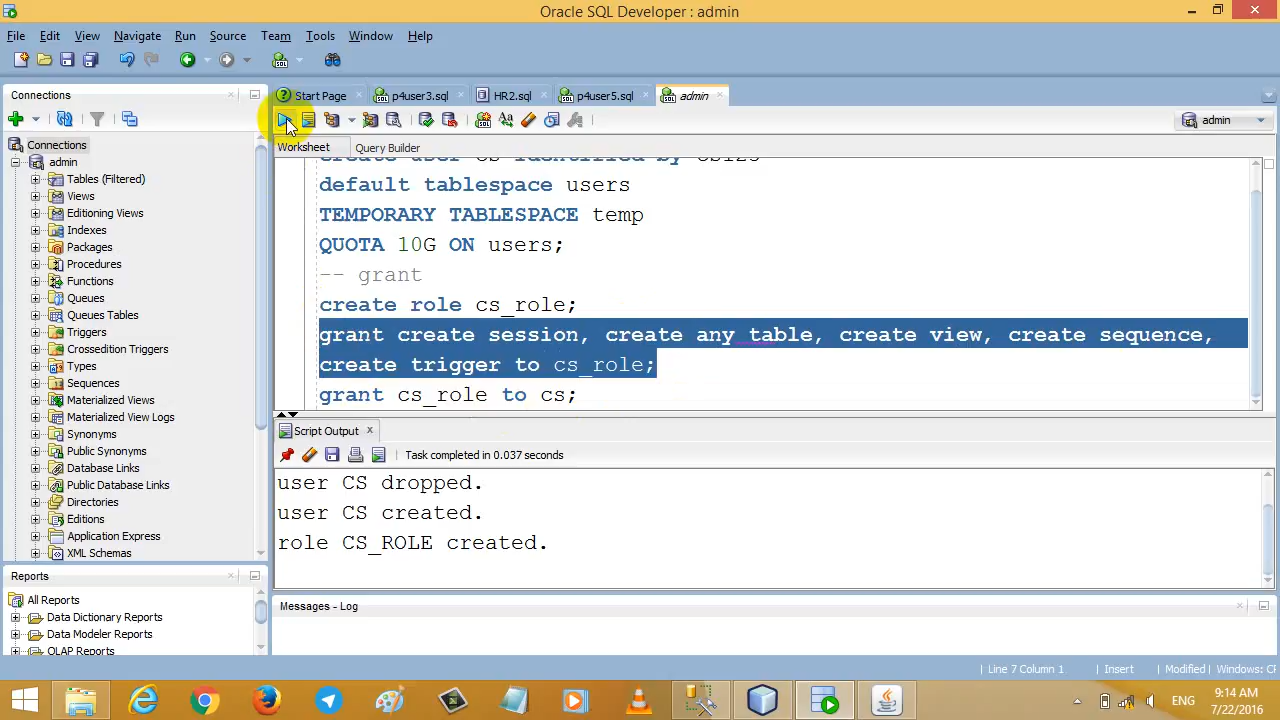 Oracle SQL Developer : admin
File Edit View Navigate Run Source Team Tools Window Help
Connections
Start Page p4user3.sql HR2.sql p4user5.sql admin
admin
Worksheet Query Builder
Connections
admin
Tables (Filtered)
Views
Editioning Views
Indexes
Packages
Procedures
Functions
Queues
Queues Tables
Triggers
Crossedition Triggers
Types
Sequences
Materialized Views
Materialized View Logs
Synonyms
Public Synonyms
Database Links
Public Database Links
Directories
Editions
Application Express
XML Schemas
default tablespace users
TEMPORARY TABLESPACE temp
QUOTA 10G ON users;
-- grant
create role cs_role;
grant create session, create any table, create view, create sequence,
create trigger to cs_role;
grant cs_role to cs;
Script Output
Task completed in 0.037 seconds
user CS dropped.
user CS created.
role CS_ROLE created.
Reports
All Reports
Data Dictionary Reports
Data Modeler Reports
OLAP Reports
Messages - Log
Line 7 Column 1 Insert Modified Windows: CF
ENG
9:14 AM
7/22/2016